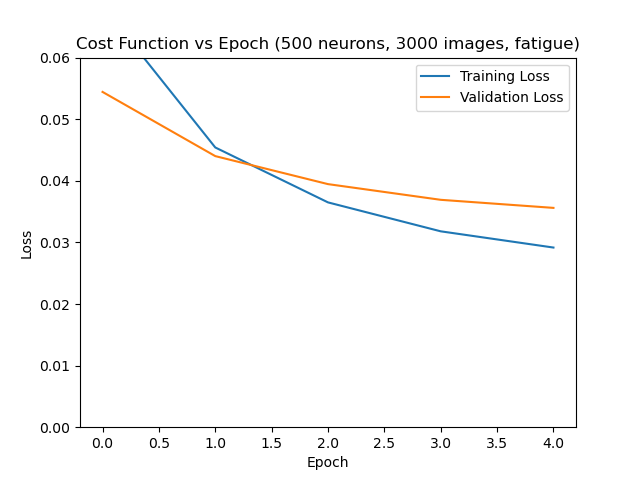 Cost Function vs Epoch (500 neurons, 3000 images, fatigue)
Training Loss
Validation Loss
Loss
0.06
0.05
0.04
0.03
0.02
0.01
0.00
0.0 0.5 1.0 1.5 2.0 2.5 3.0 3.5 4.0
Epoch